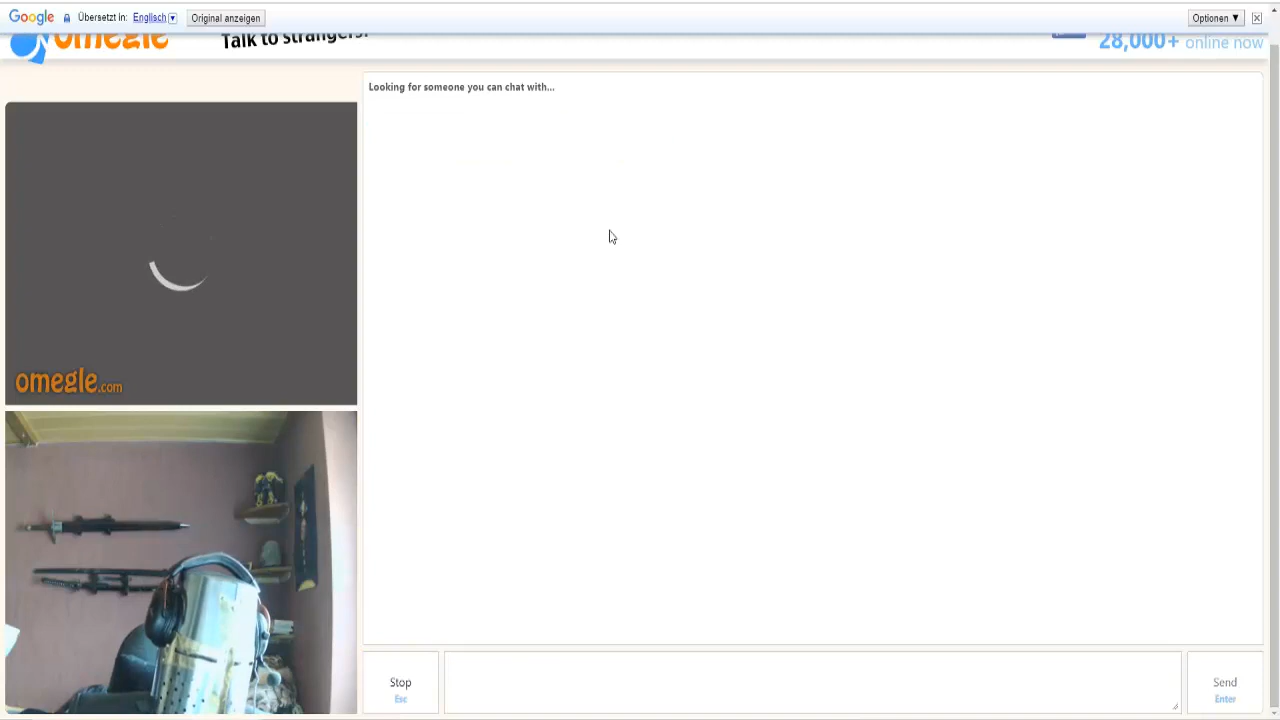 Google Übersetzt in: Englisch Original anzeigen Optionen ▼
omegle Talk to strangers! 28,000+ online now
Looking for someone you can chat with...
omegle.com
Stop Send
Esc Enter